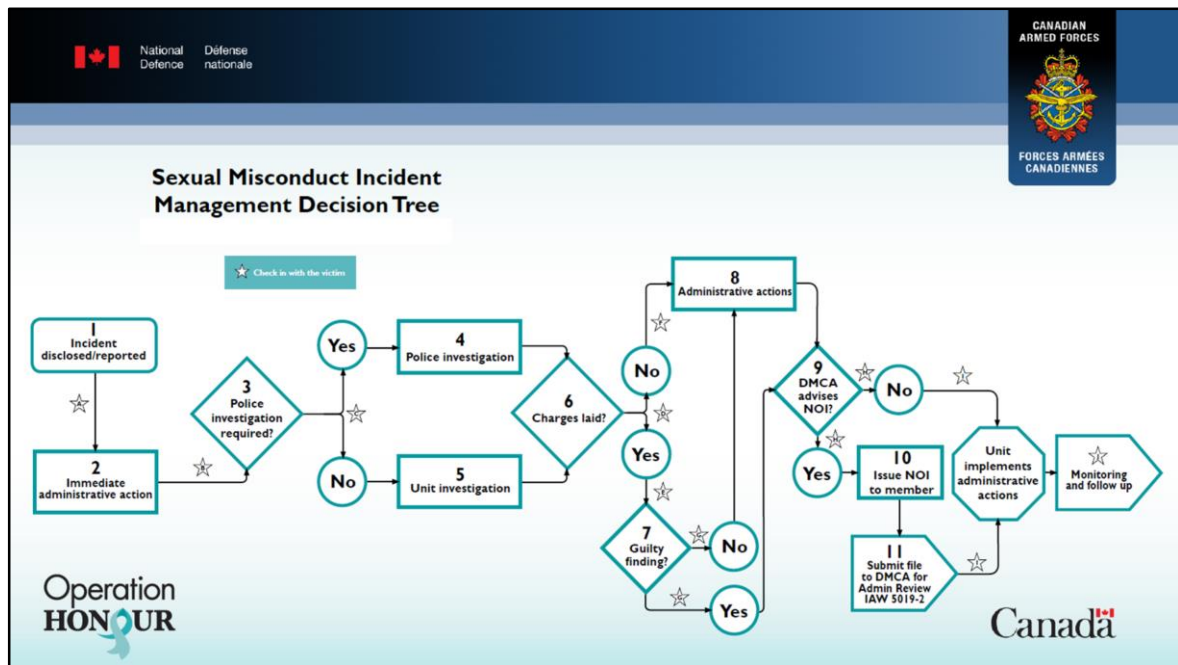 National Défense
Defence nationale
CANADIAN
ARMED FORCES
FORCES ARMÉES
CANADIENNES
Sexual Misconduct Incident
Management Decision Tree
Check in with the victim
1
Incident
disclosed/reported
A
2
Immediate
administrative action
B
3
Police
investigation
required?
Yes
No
4
Police investigation
5
Unit investigation
6
Charges laid?
D
No
F
Yes
E
7
Guilty
finding?
G
No
G
Yes
8
Administrative actions
9
DMCA
advises
NOI?
H
No
I
H
Yes
10
Issue NOI
to member
11
Submit file
to DMCA for
Admin Review
IAW 5019-2
I
Unit
implements
administrative
actions
J
Monitoring
and follow up
Operation
HONOUR
Canada